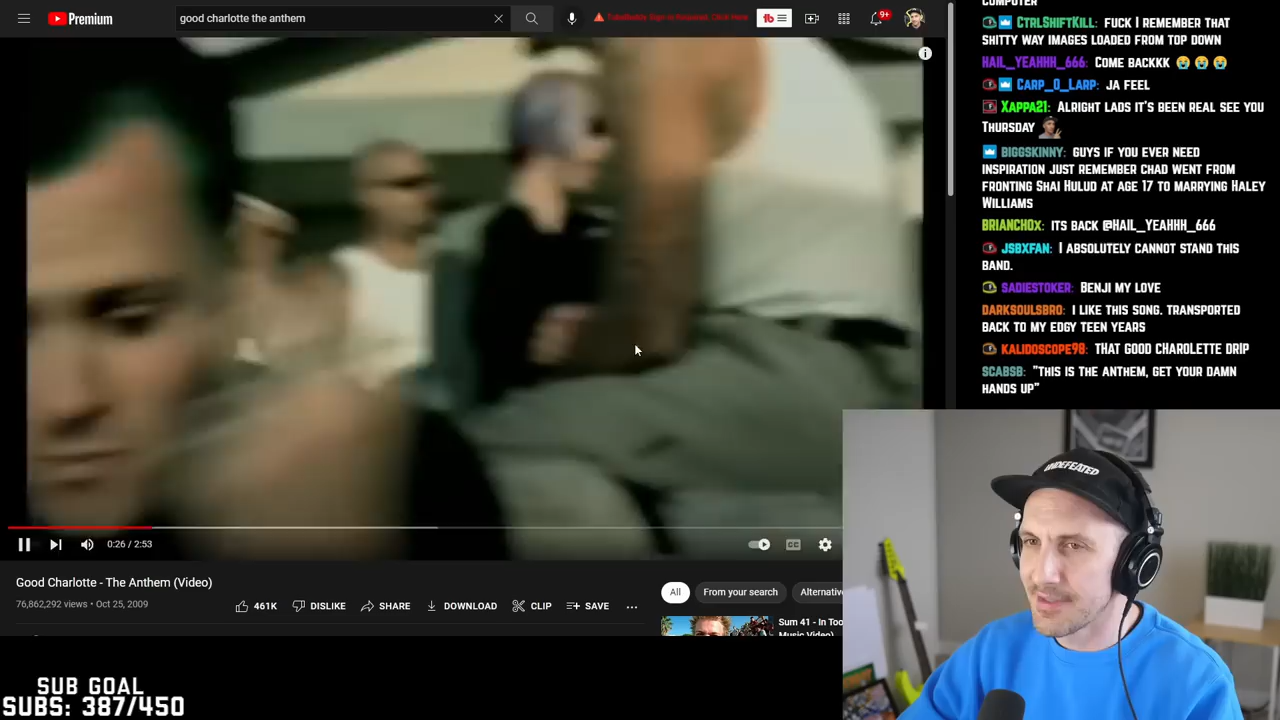 Premium
good charlotte the anthem
9+
COMPUTER
CtrlShiftKill: FUCK I REMEMBER THAT
SHITTY WAY IMAGES LOADED FROM TOP DOWN
HAIL_YEAHHH_666: COME BACKKK 😭 😭 😭
CARP_O_LARP: JA FEEL
XAPPA21: ALRIGHT LADS IT'S BEEN REAL SEE YOU
THURSDAY
BIGGSKINNY: GUYS IF YOU EVER NEED
INSPIRATION JUST REMEMBER CHAD WENT FROM
FRONTING SHAI HULUD AT AGE 17 TO MARRYING HALEY
WILLIAMS
BRIANCHOX: ITS BACK @HAIL_YEAHHH_666
JSBXFAN: I ABSOLUTELY CANNOT STAND THIS
BAND.
SADIESTOKER: BENJI MY LOVE
DARKSOULSBRO: I LIKE THIS SONG. TRANSPORTED
BACK TO MY EDGY TEEN YEARS
KALIDOSCOPE98: THAT GOOD CHAROLETTE DRIP
SCABSB: "THIS IS THE ANTHEM, GET YOUR DAMN
HANDS UP"
UNDEFEATED
0:26 / 2:53
Good Charlotte - The Anthem (Video)
76,862,292 views • Oct 25, 2009
461K DISLIKE SHARE DOWNLOAD CLIP SAVE ...
All From your search Alternativ
Sum 41 - In Too
Music Video)
SUB GOAL
SUBS: 387/450